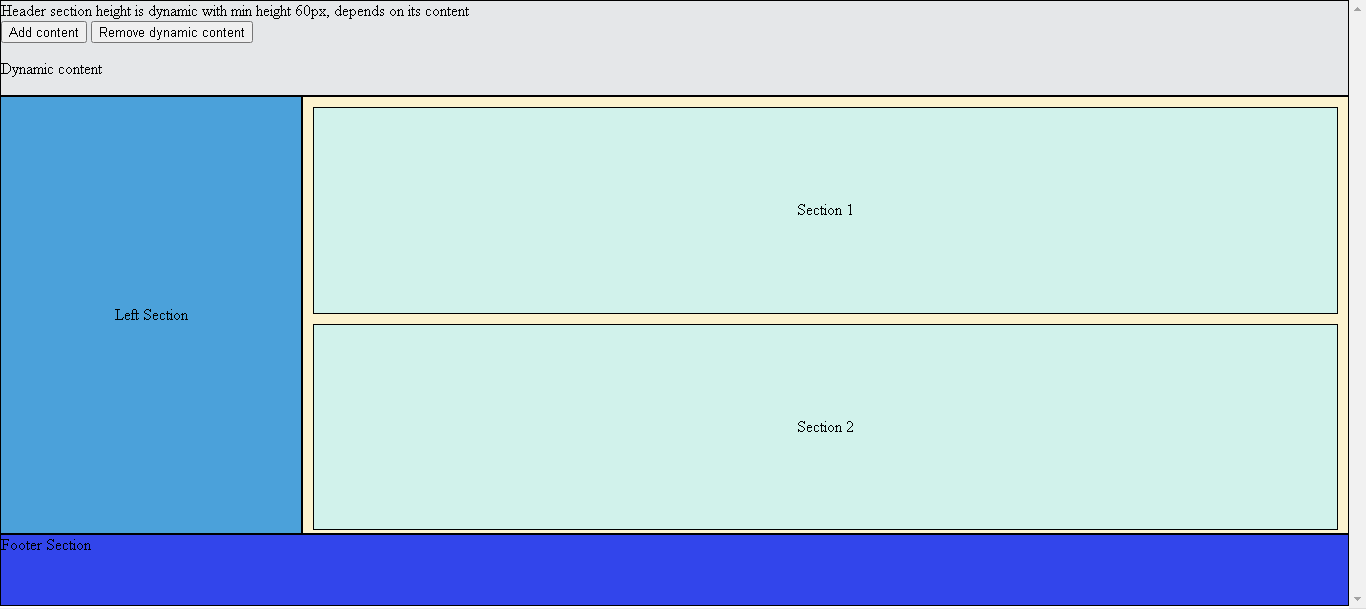 Header section height is dynamic with min height 60px, depends on its content
Add content Remove dynamic content
Dynamic content
Section 1
Left Section
Section 2
Footer Section